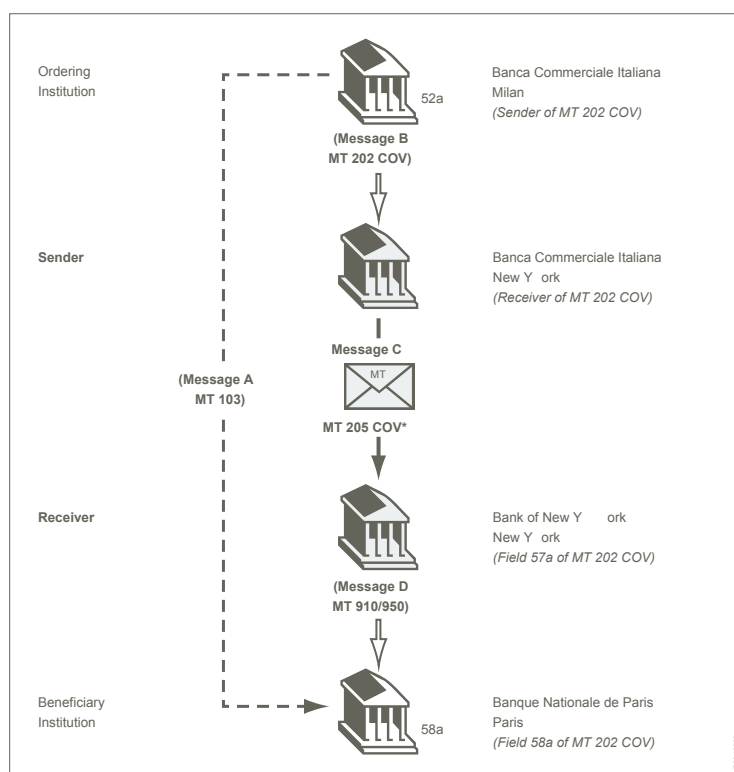 Ordering
Institution
52a
Banca Commerciale Italiana
Milan
(Sender of MT 202 COV)
(Message B
MT 202 COV)
Sender
Banca Commerciale Italiana
New Y ork
(Receiver of MT 202 COV)
Message C
(Message A
MT 103)
MT
MT 205 COV*
Receiver
Bank of New Y ork
New Y ork
(Field 57a of MT 202 COV)
(Message D
MT 910/950)
Beneficiary
Institution
58a
Banque Nationale de Paris
Paris
(Field 58a of MT 202 COV)